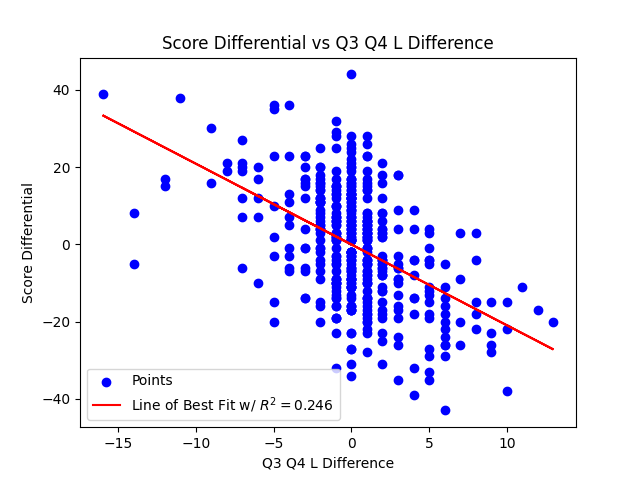 Score Differential vs Q3 Q4 L Difference
Score Differential
40
20
0
−20
−40
Points
Line of Best Fit w/ R² = 0.246
−15
−10
−5
0
5
10
Q3 Q4 L Difference